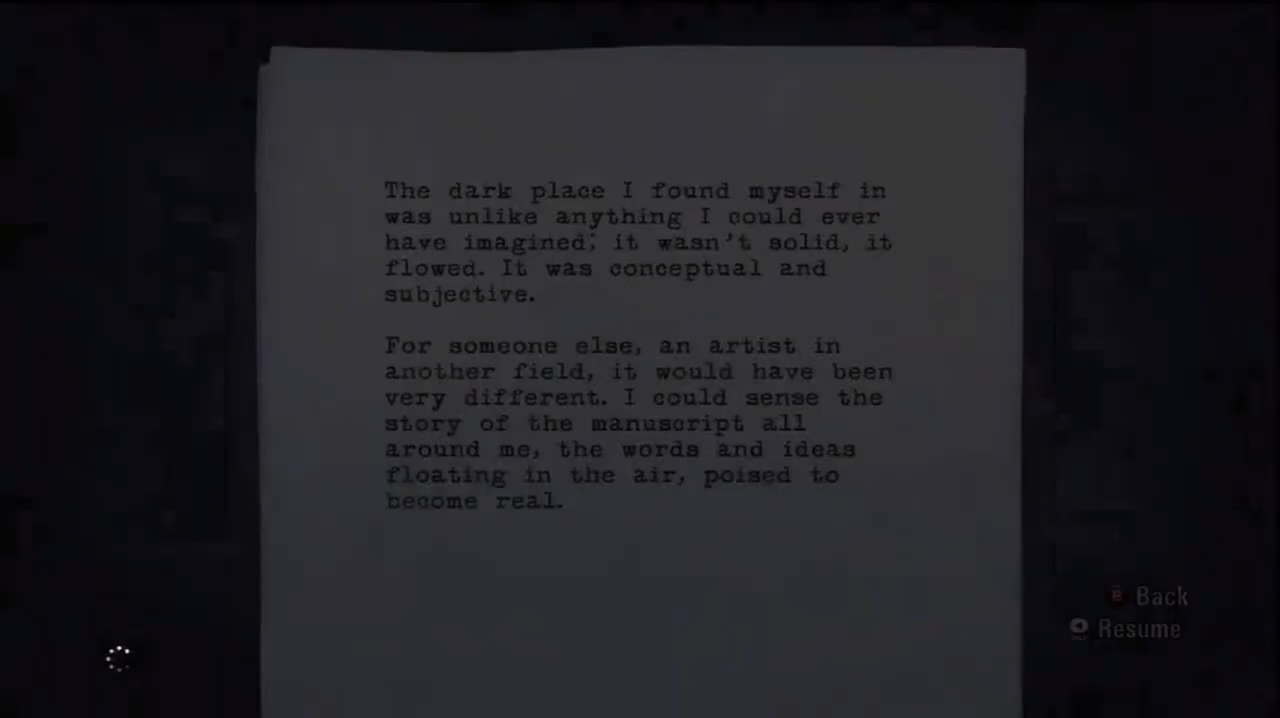 The dark place I found myself in
was unlike anything I could ever
have imagined; it wasn't solid, it
flowed. It was conceptual and
subjective.
For someone else, an artist in
another field, it would have been
very different. I could sense the
story of the manuscript all
around me, the words and ideas
floating in the air, poised to
become real.
B Back
Resume